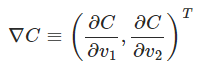 ∇C ≡ (∂C/∂v₁, ∂C/∂v₂)ᵀ